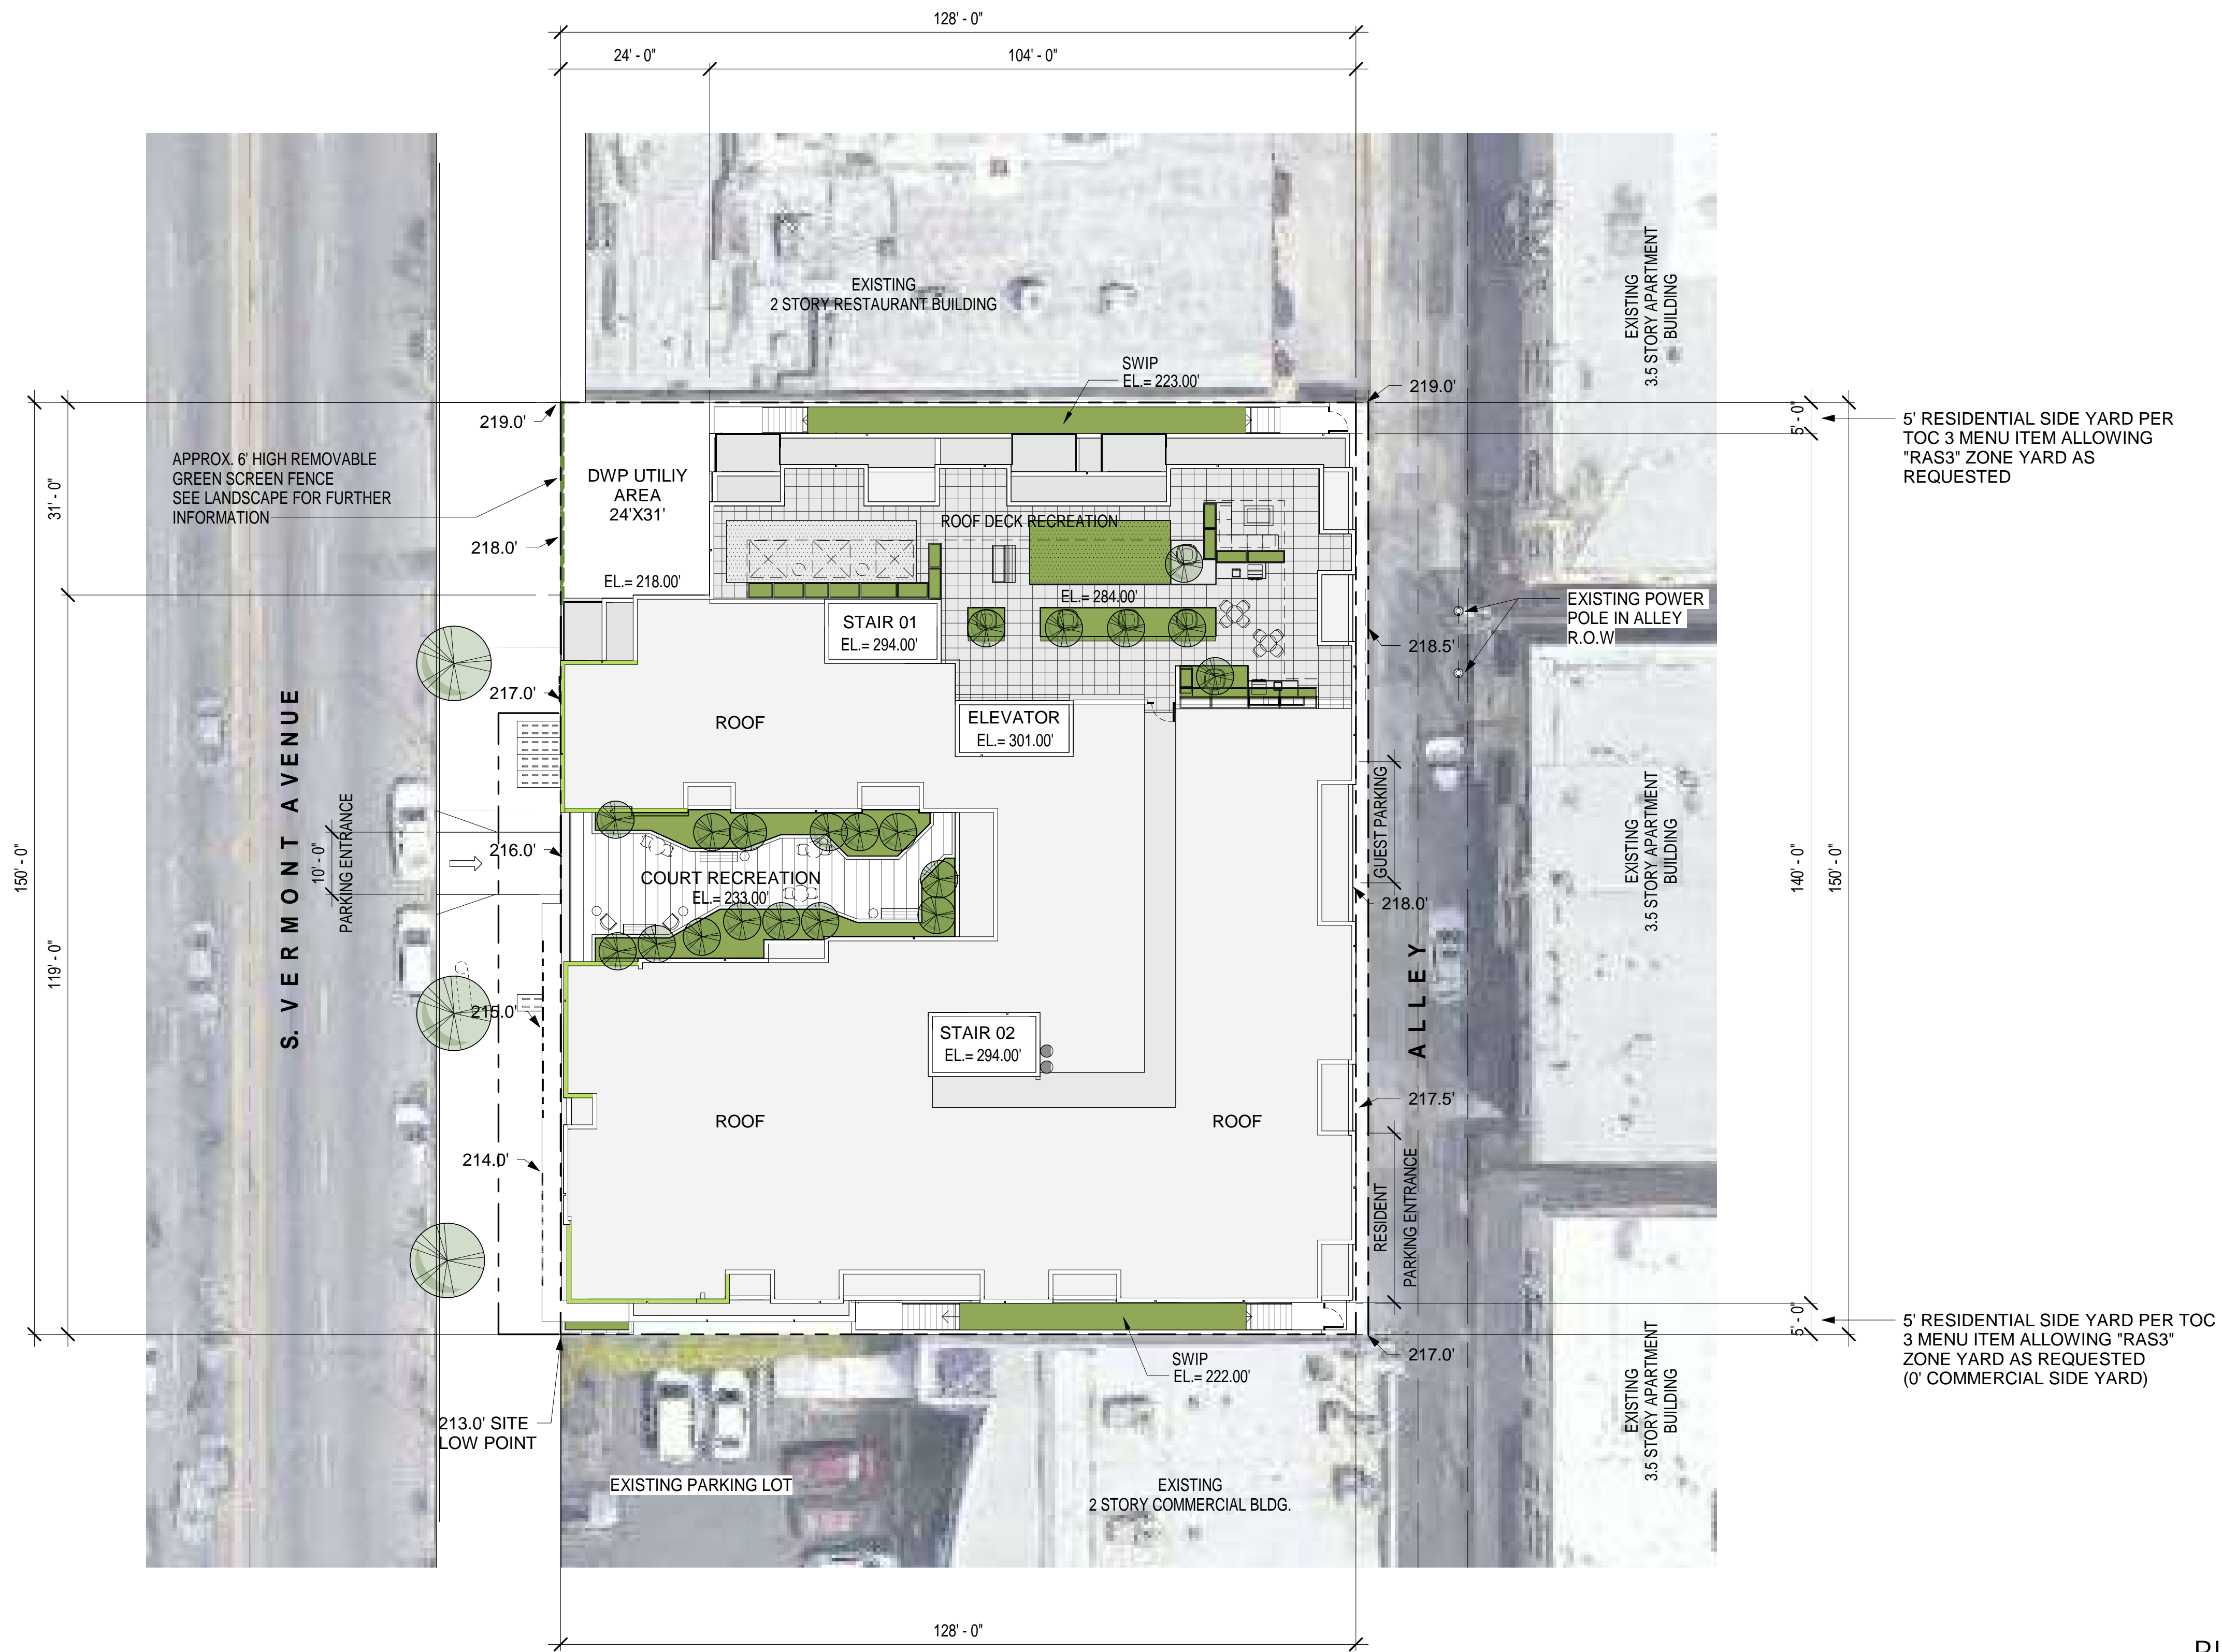 128' - 0"
24' - 0"
104' - 0"
EXISTING
2 STORY RESTAURANT BUILDING
EXISTING
3.5 STORY APARTMENT
BUILDING
SWIP
EL.= 223.00'
219.0'
219.0'
5' - 0"
5' RESIDENTIAL SIDE YARD PER
TOC 3 MENU ITEM ALLOWING
"RAS3" ZONE YARD AS
REQUESTED
APPROX. 6' HIGH REMOVABLE
GREEN SCREEN FENCE
SEE LANDSCAPE FOR FURTHER
INFORMATION
31' - 0"
DWP UTILIY
AREA
24'X31'
EL.= 218.00'
218.0'
ROOF DECK RECREATION
EL.= 284.00'
STAIR 01
EL.= 294.00'
EXISTING POWER
POLE IN ALLEY
R.O.W
218.5'
217.0'
ROOF
ELEVATOR
EL.= 301.00'
S. VERMONT AVENUE
10' - 0"
PARKING ENTRANCE
216.0'
COURT RECREATION
EL.= 233.00'
GUEST PARKING
218.0'
EXISTING
3.5 STORY APARTMENT
BUILDING
150' - 0"
119' - 0"
140' - 0"
150' - 0"
215.0'
STAIR 02
EL.= 294.00'
ALLEY
217.5'
ROOF
ROOF
214.0'
RESIDENT
PARKING ENTRANCE
5' - 0"
5' RESIDENTIAL SIDE YARD PER TOC
3 MENU ITEM ALLOWING "RAS3"
ZONE YARD AS REQUESTED
(0' COMMERCIAL SIDE YARD)
217.0'
SWIP
EL.= 222.00'
EXISTING
3.5 STORY APARTMENT
BUILDING
213.0' SITE
LOW POINT
EXISTING PARKING LOT
EXISTING
2 STORY COMMERCIAL BLDG.
128' - 0"